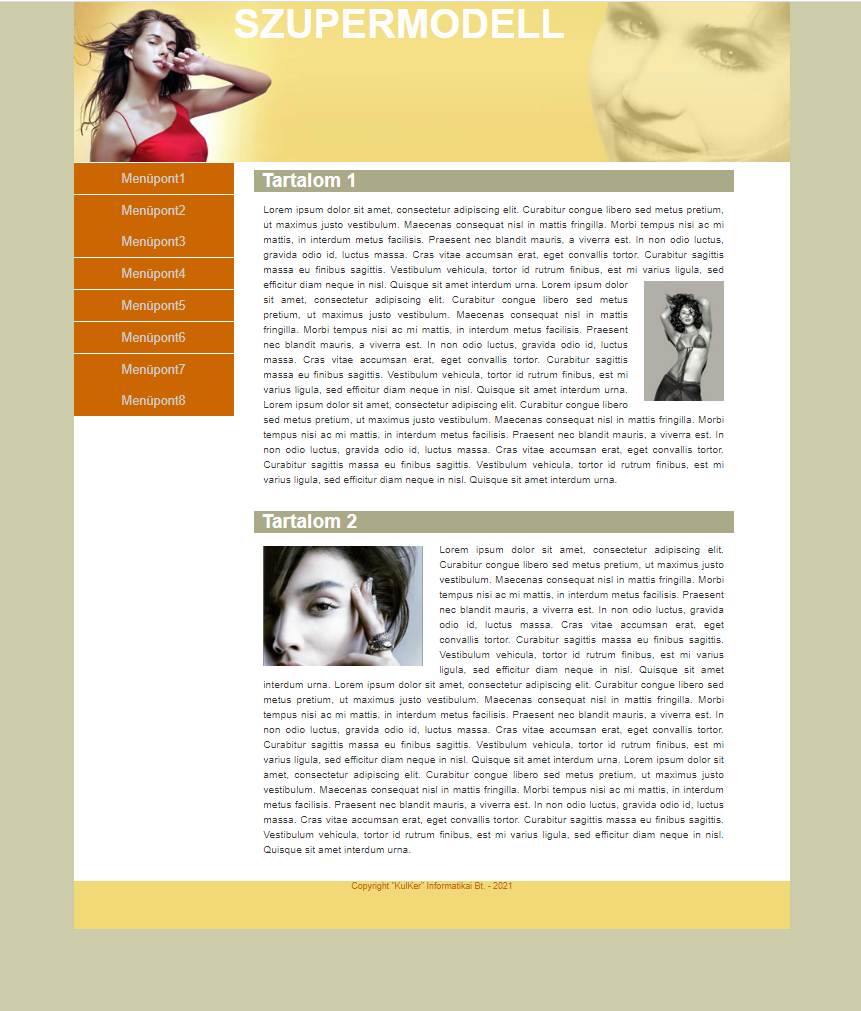 SZUPERMODELL
Menüpont1
Menüpont2
Menüpont3
Menüpont4
Menüpont5
Menüpont6
Menüpont7
Menüpont8
Tartalom 1
Lorem ipsum dolor sit amet, consectetur adipiscing elit. Curabitur congue libero sed metus pretium,
ut maximus justo vestibulum. Maecenas consequat nisl in mattis fringilla. Morbi tempus nisi ac mi
mattis, in interdum metus facilisis. Praesent nec blandit mauris, a viverra est. In non odio luctus,
gravida odio id, luctus massa. Cras vitae accumsan erat, eget convallis tortor. Curabitur sagittis
massa eu finibus sagittis. Vestibulum vehicula, tortor id rutrum finibus, est mi varius ligula, sed
efficitur diam neque in nisl. Quisque sit amet interdum urna. Lorem ipsum dolor
sit amet, consectetur adipiscing elit. Curabitur congue libero sed metus
pretium, ut maximus justo vestibulum. Maecenas consequat nisl in mattis
fringilla. Morbi tempus nisi ac mi mattis, in interdum metus facilisis. Praesent
nec blandit mauris, a viverra est. In non odio luctus, gravida odio id, luctus
massa. Cras vitae accumsan erat, eget convallis tortor. Curabitur sagittis
massa eu finibus sagittis. Vestibulum vehicula, tortor id rutrum finibus, est mi
varius ligula, sed efficitur diam neque in nisl. Quisque sit amet interdum urna.
Lorem ipsum dolor sit amet, consectetur adipiscing elit. Curabitur congue libero
sed metus pretium, ut maximus justo vestibulum. Maecenas consequat nisl in mattis fringilla. Morbi
tempus nisi ac mi mattis, in interdum metus facilisis. Praesent nec blandit mauris, a viverra est. In
non odio luctus, gravida odio id, luctus massa. Cras vitae accumsan erat, eget convallis tortor.
Curabitur sagittis massa eu finibus sagittis. Vestibulum vehicula, tortor id rutrum finibus, est mi
varius ligula, sed efficitur diam neque in nisl. Quisque sit amet interdum urna.
Tartalom 2
Lorem ipsum dolor sit amet, consectetur adipiscing elit.
Curabitur congue libero sed metus pretium, ut maximus justo
vestibulum. Maecenas consequat nisl in mattis fringilla. Morbi
tempus nisi ac mi mattis, in interdum metus facilisis. Praesent
nec blandit mauris, a viverra est. In non odio luctus, gravida
odio id, luctus massa. Cras vitae accumsan erat, eget
convallis tortor. Curabitur sagittis massa eu finibus sagittis.
Vestibulum vehicula, tortor id rutrum finibus, est mi varius
ligula, sed efficitur diam neque in nisl. Quisque sit amet
interdum urna. Lorem ipsum dolor sit amet, consectetur adipiscing elit. Curabitur congue libero sed
metus pretium, ut maximus justo vestibulum. Maecenas consequat nisl in mattis fringilla. Morbi
tempus nisi ac mi mattis, in interdum metus facilisis. Praesent nec blandit mauris, a viverra est. In
non odio luctus, gravida odio id, luctus massa. Cras vitae accumsan erat, eget convallis tortor.
Curabitur sagittis massa eu finibus sagittis. Vestibulum vehicula, tortor id rutrum finibus, est mi
varius ligula, sed efficitur diam neque in nisl. Quisque sit amet interdum urna. Lorem ipsum dolor sit
amet, consectetur adipiscing elit. Curabitur congue libero sed metus pretium, ut maximus justo
vestibulum. Maecenas consequat nisl in mattis fringilla. Morbi tempus nisi ac mi mattis, in interdum
metus facilisis. Praesent nec blandit mauris, a viverra est. In non odio luctus, gravida odio id, luctus
massa. Cras vitae accumsan erat, eget convallis tortor. Curabitur sagittis massa eu finibus sagittis.
Vestibulum vehicula, tortor id rutrum finibus, est mi varius ligula, sed efficitur diam neque in nisl.
Quisque sit amet interdum urna.
Copyright "KulKer" Informatikai Bt. - 2021